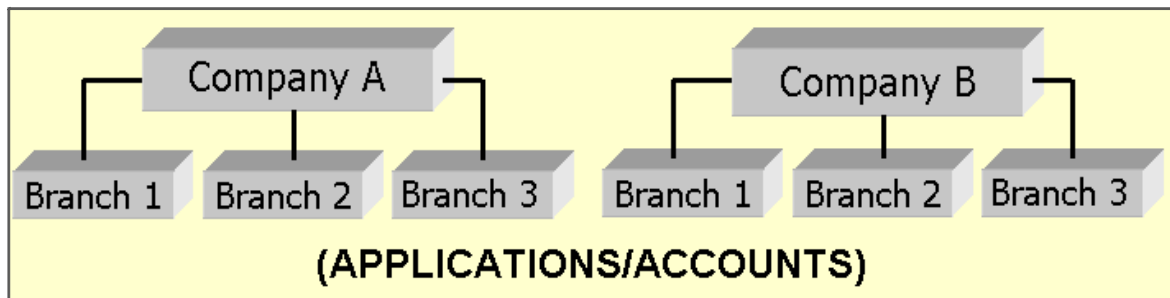 Company A
Company B
Branch 1
Branch 2
Branch 3
Branch 1
Branch 2
Branch 3
(APPLICATIONS/ACCOUNTS)